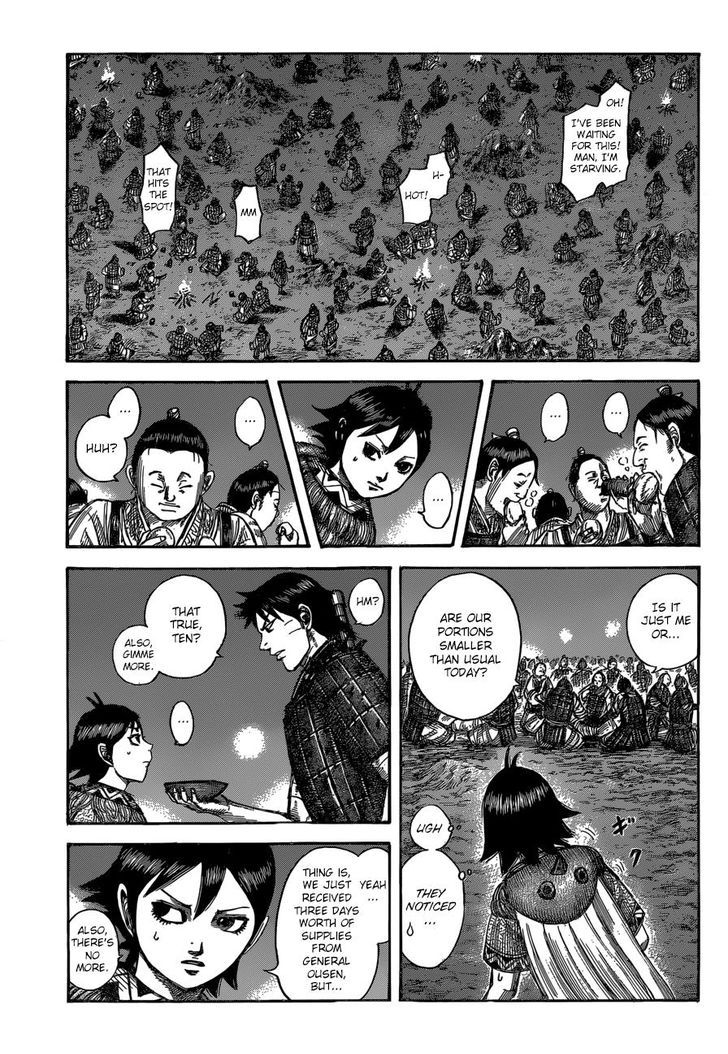 OH!
I'VE BEEN
WAITING
FOR THIS!
MAN, I'M
STARVING.
H-
HOT!
MM
THAT
HITS
THE
SPOT!
...
...
...
HUH?
IS IT
JUST ME
OR...
ARE OUR
PORTIONS
SMALLER
THAN USUAL
TODAY?
UGH
THEY
NOTICED
...
ギク
HM?
THAT
TRUE,
TEN?
ALSO,
GIMME
MORE.
...
YEAH
...
THING IS,
WE JUST
RECEIVED
THREE DAYS
WORTH OF
SUPPLIES
FROM
GENERAL
OUSEN,
BUT...
ALSO,
THERE'S
NO
MORE.